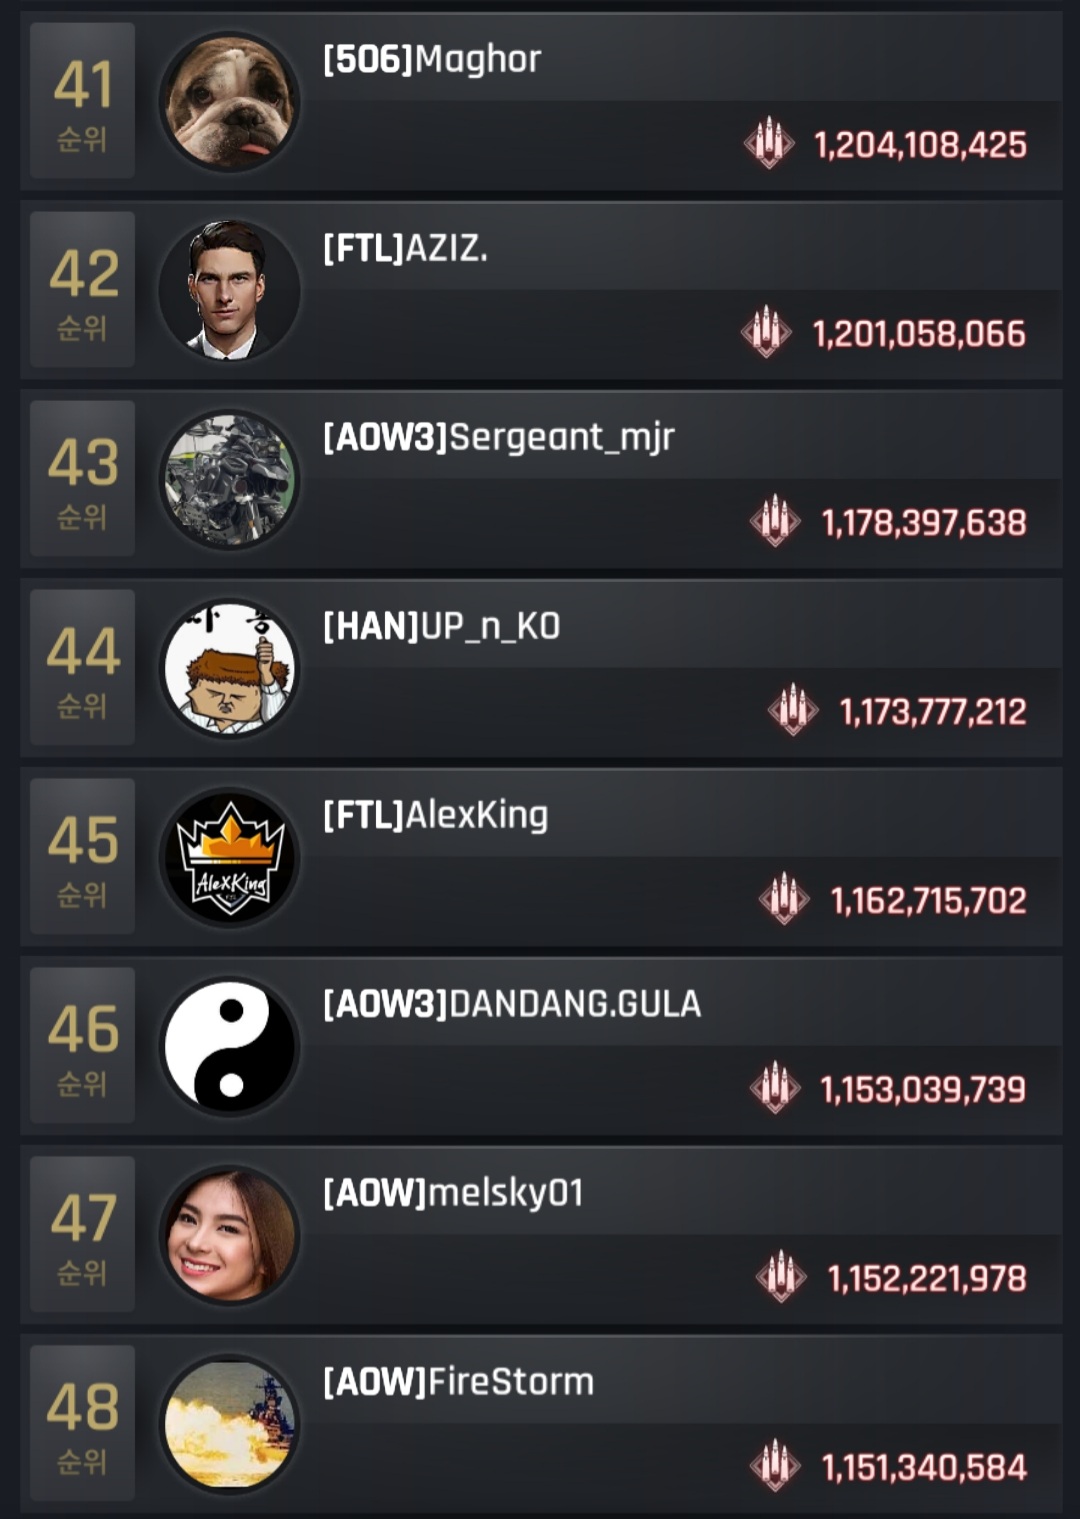 41
순위
[506]Maghor
1,204,108,425
42
순위
[FTL]AZIZ.
1,201,058,066
43
순위
[AOW3]Sergeant_mjr
1,178,397,638
44
순위
[HAN]UP_n_KO
1,173,777,212
45
순위
AlexKing
FTL
[FTL]AlexKing
1,162,715,702
46
순위
[AOW3]DANDANG.GULA
1,153,039,739
47
순위
[AOW]melsky01
1,152,221,978
48
순위
[AOW]FireStorm
1,151,340,584